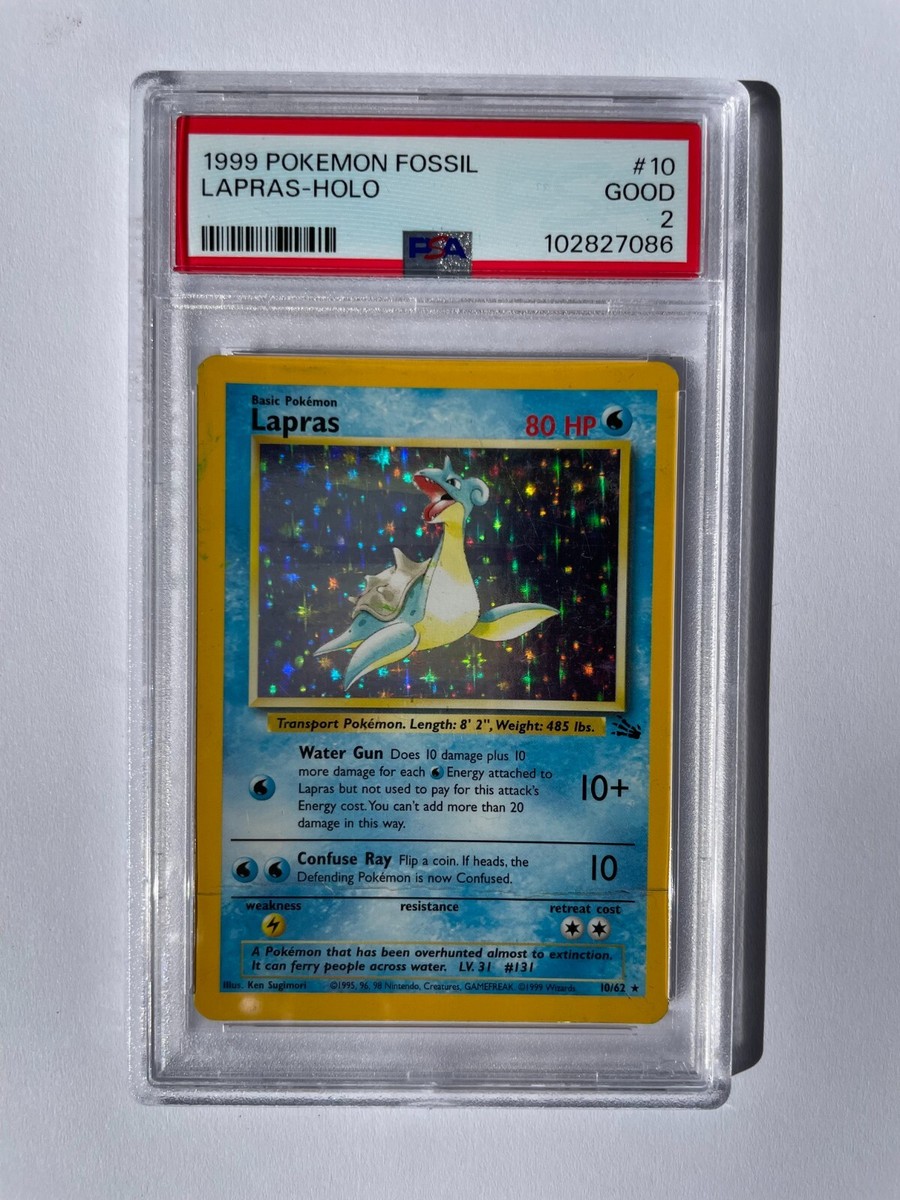 1999 POKEMON FOSSIL #10
LAPRAS-HOLO GOOD
2
PSA 102827086
Basic Pokémon
Lapras 80 HP
Transport Pokémon. Length: 8' 2", Weight: 485 lbs.
Water Gun Does 10 damage plus 10
more damage for each Energy attached to
Lapras but not used to pay for this attack's
Energy cost. You can't add more than 20
damage in this way.
10+
Confuse Ray Flip a coin. If heads, the
Defending Pokémon is now Confused.
10
weakness resistance retreat cost
A Pokémon that has been overhunted almost to extinction.
It can ferry people across water. LV. 31 #131
Illus. Ken Sugimori ©1995, 96, 98 Nintendo, Creatures, GAMEFREAK. ©1999 Wizards. 10/62 ★